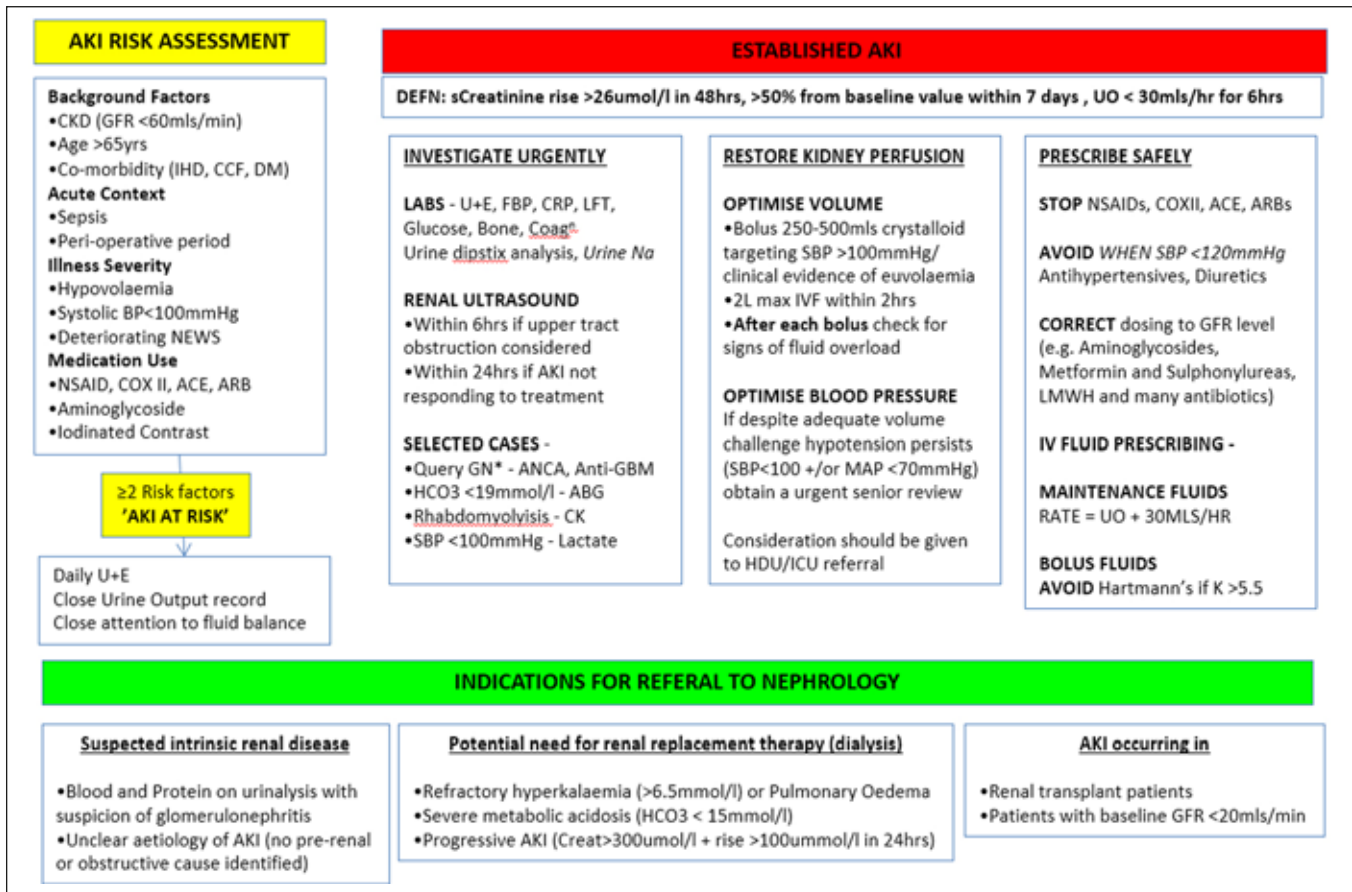 AKI RISK ASSESSMENT
Background Factors
•CKD (GFR <60mls/min)
•Age >65yrs
•Co-morbidity (IHD, CCF, DM)
Acute Context
•Sepsis
•Peri-operative period
Illness Severity
•Hypovolaemia
•Systolic BP<100mmHg
•Deteriorating NEWS
Medication Use
•NSAID, COX II, ACE, ARB
•Aminoglycoside
•Iodinated Contrast
≥2 Risk factors
'AKI AT RISK'
Daily U+E
Close Urine Output record
Close attention to fluid balance
ESTABLISHED AKI
DEFN: sCreatinine rise >26umol/l in 48hrs, >50% from baseline value within 7 days , UO < 30mls/hr for 6hrs
INVESTIGATE URGENTLY
LABS - U+E, FBP, CRP, LFT,
Glucose, Bone, Coagn
Urine dipstix analysis, Urine Na
RENAL ULTRASOUND
•Within 6hrs if upper tract
obstruction considered
•Within 24hrs if AKI not
responding to treatment
SELECTED CASES -
•Query GN* - ANCA, Anti-GBM
•HCO3 <19mmol/l - ABG
•Rhabdomyolyisis - CK
•SBP <100mmHg - Lactate
RESTORE KIDNEY PERFUSION
OPTIMISE VOLUME
•Bolus 250-500mls crystalloid
targeting SBP >100mmHg/
clinical evidence of euvolaemia
•2L max IVF within 2hrs
•After each bolus check for
signs of fluid overload
OPTIMISE BLOOD PRESSURE
If despite adequate volume
challenge hypotension persists
(SBP<100 +/or MAP <70mmHg)
obtain a urgent senior review
Consideration should be given
to HDU/ICU referral
PRESCRIBE SAFELY
STOP NSAIDs, COXII, ACE, ARBs
AVOID WHEN SBP <120mmHg
Antihypertensives, Diuretics
CORRECT dosing to GFR level
(e.g. Aminoglycosides,
Metformin and Sulphonylureas,
LMWH and many antibiotics)
IV FLUID PRESCRIBING -
MAINTENANCE FLUIDS
RATE = UO + 30MLS/HR
BOLUS FLUIDS
AVOID Hartmann's if K >5.5
INDICATIONS FOR REFERAL TO NEPHROLOGY
Suspected intrinsic renal disease
•Blood and Protein on urinalysis with
suspicion of glomerulonephritis
•Unclear aetiology of AKI (no pre-renal
or obstructive cause identified)
Potential need for renal replacement therapy (dialysis)
•Refractory hyperkalaemia (>6.5mmol/l) or Pulmonary Oedema
•Severe metabolic acidosis (HCO3 < 15mmol/l)
•Progressive AKI (Creat>300umol/l + rise >100ummol/l in 24hrs)
AKI occurring in
•Renal transplant patients
•Patients with baseline GFR <20mls/min